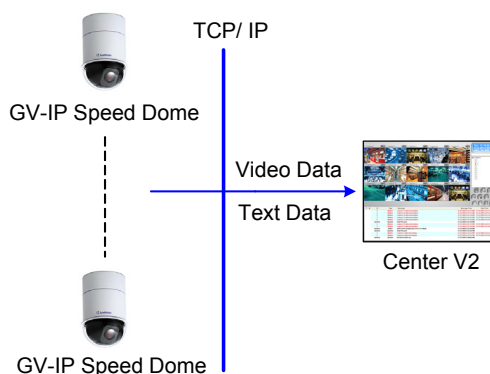 TCP/ IP
GV-IP Speed Dome
Video Data
Text Data
Center V2
GV-IP Speed Dome